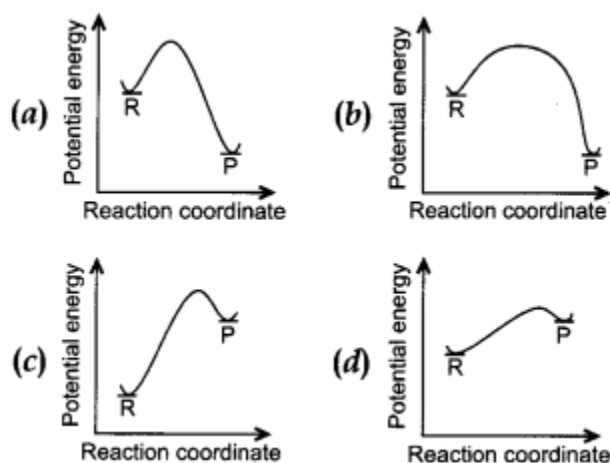 (a)
Potential energy
R
P
Reaction coordinate
(b)
Potential energy
R
P
Reaction coordinate
(c)
Potential energy
R
P
Reaction coordinate
(d)
Potential energy
R
P
Reaction coordinate